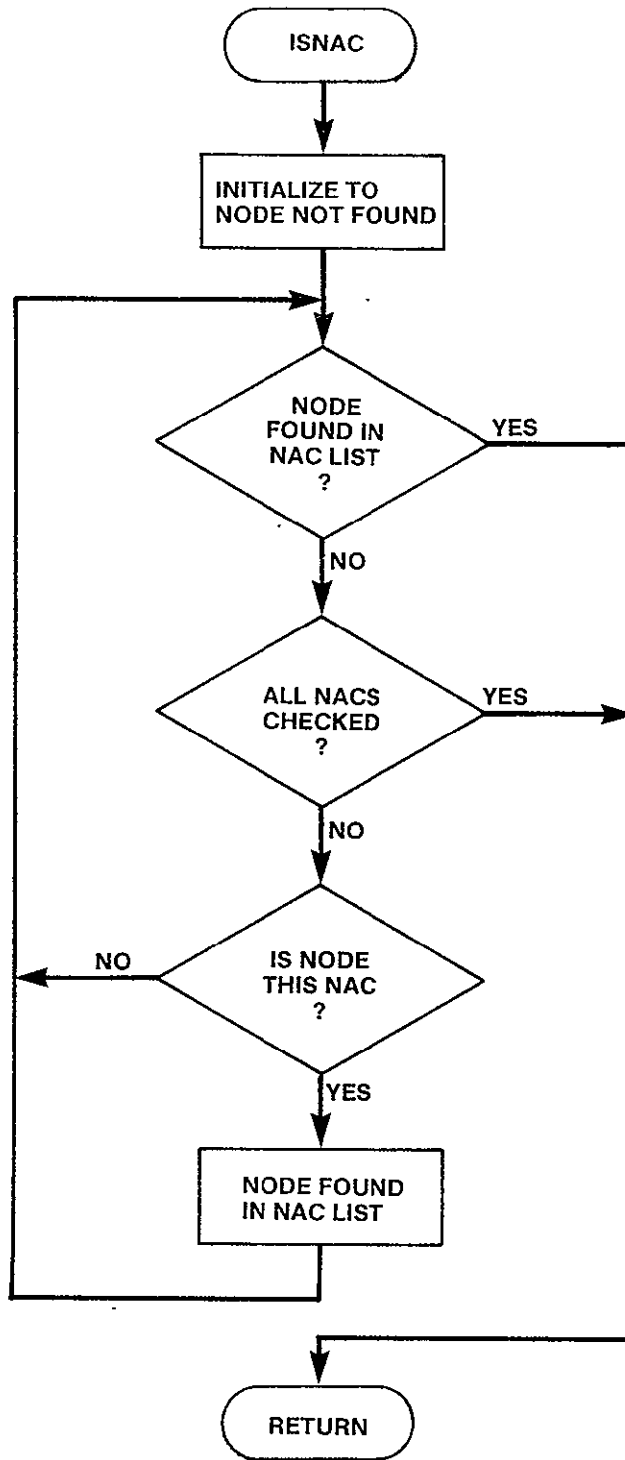 ISNAC
INITIALIZE TO
NODE NOT FOUND
NODE
FOUND IN
NAC LIST
?
YES
NO
ALL NACS
CHECKED
?
YES
NO
IS NODE
THIS NAC
?
NO
YES
NODE FOUND
IN NAC LIST
RETURN